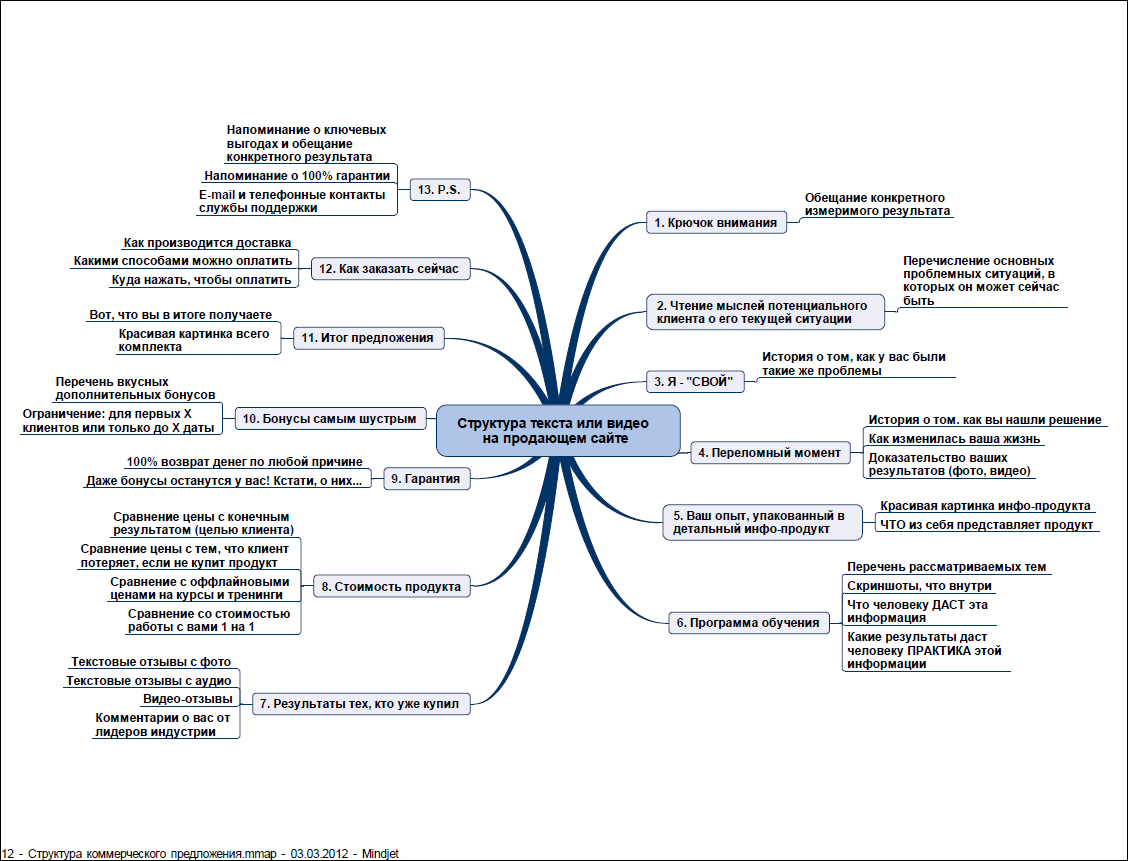 Структура текста или видео
на продающем сайте
1. Крючок внимания
Обещание конкретного
измеримого результата
2. Чтение мыслей потенциального
клиента о его текущей ситуации
Перечисление основных
проблемных ситуаций, в
которых он может сейчас
быть
3. Я - "СВОЙ"
История о том, как у вас были
такие же проблемы
4. Переломный момент
История о том. как вы нашли решение
Как изменилась ваша жизнь
Доказательство ваших
результатов (фото, видео)
5. Ваш опыт, упакованный в
детальный инфо-продукт
Красивая картинка инфо-продукта
ЧТО из себя представляет продукт
6. Программа обучения
Перечень рассматриваемых тем
Скриншоты, что внутри
Что человеку ДАСТ эта
информация
Какие результаты даст
человеку ПРАКТИКА этой
информации
7. Результаты тех, кто уже купил
Текстовые отзывы с фото
Текстовые отзывы с аудио
Видео-отзывы
Комментарии о вас от
лидеров индустрии
8. Стоимость продукта
Сравнение цены с конечным
результатом (целью клиента)
Сравнение цены с тем, что клиент
потеряет, если не купит продукт
Сравнение с оффлайновыми
ценами на курсы и тренинги
Сравнение со стоимостью
работы с вами 1 на 1
9. Гарантия
100% возврат денег по любой причине
Даже бонусы останутся у вас! Кстати, о них...
10. Бонусы самым шустрым
Перечень вкусных
дополнительных бонусов
Ограничение: для первых X
клиентов или только до X даты
11. Итог предложения
Вот, что вы в итоге получаете
Красивая картинка всего
комплекта
12. Как заказать сейчас
Как производится доставка
Какими способами можно оплатить
Куда нажать, чтобы оплатить
13. P.S.
Напоминание о ключевых
выгодах и обещание
конкретного результата
Напоминание о 100% гарантии
E-mail и телефонные контакты
службы поддержки
12 - Структура коммерческого предложения.mmap - 03.03.2012 - Mindjet